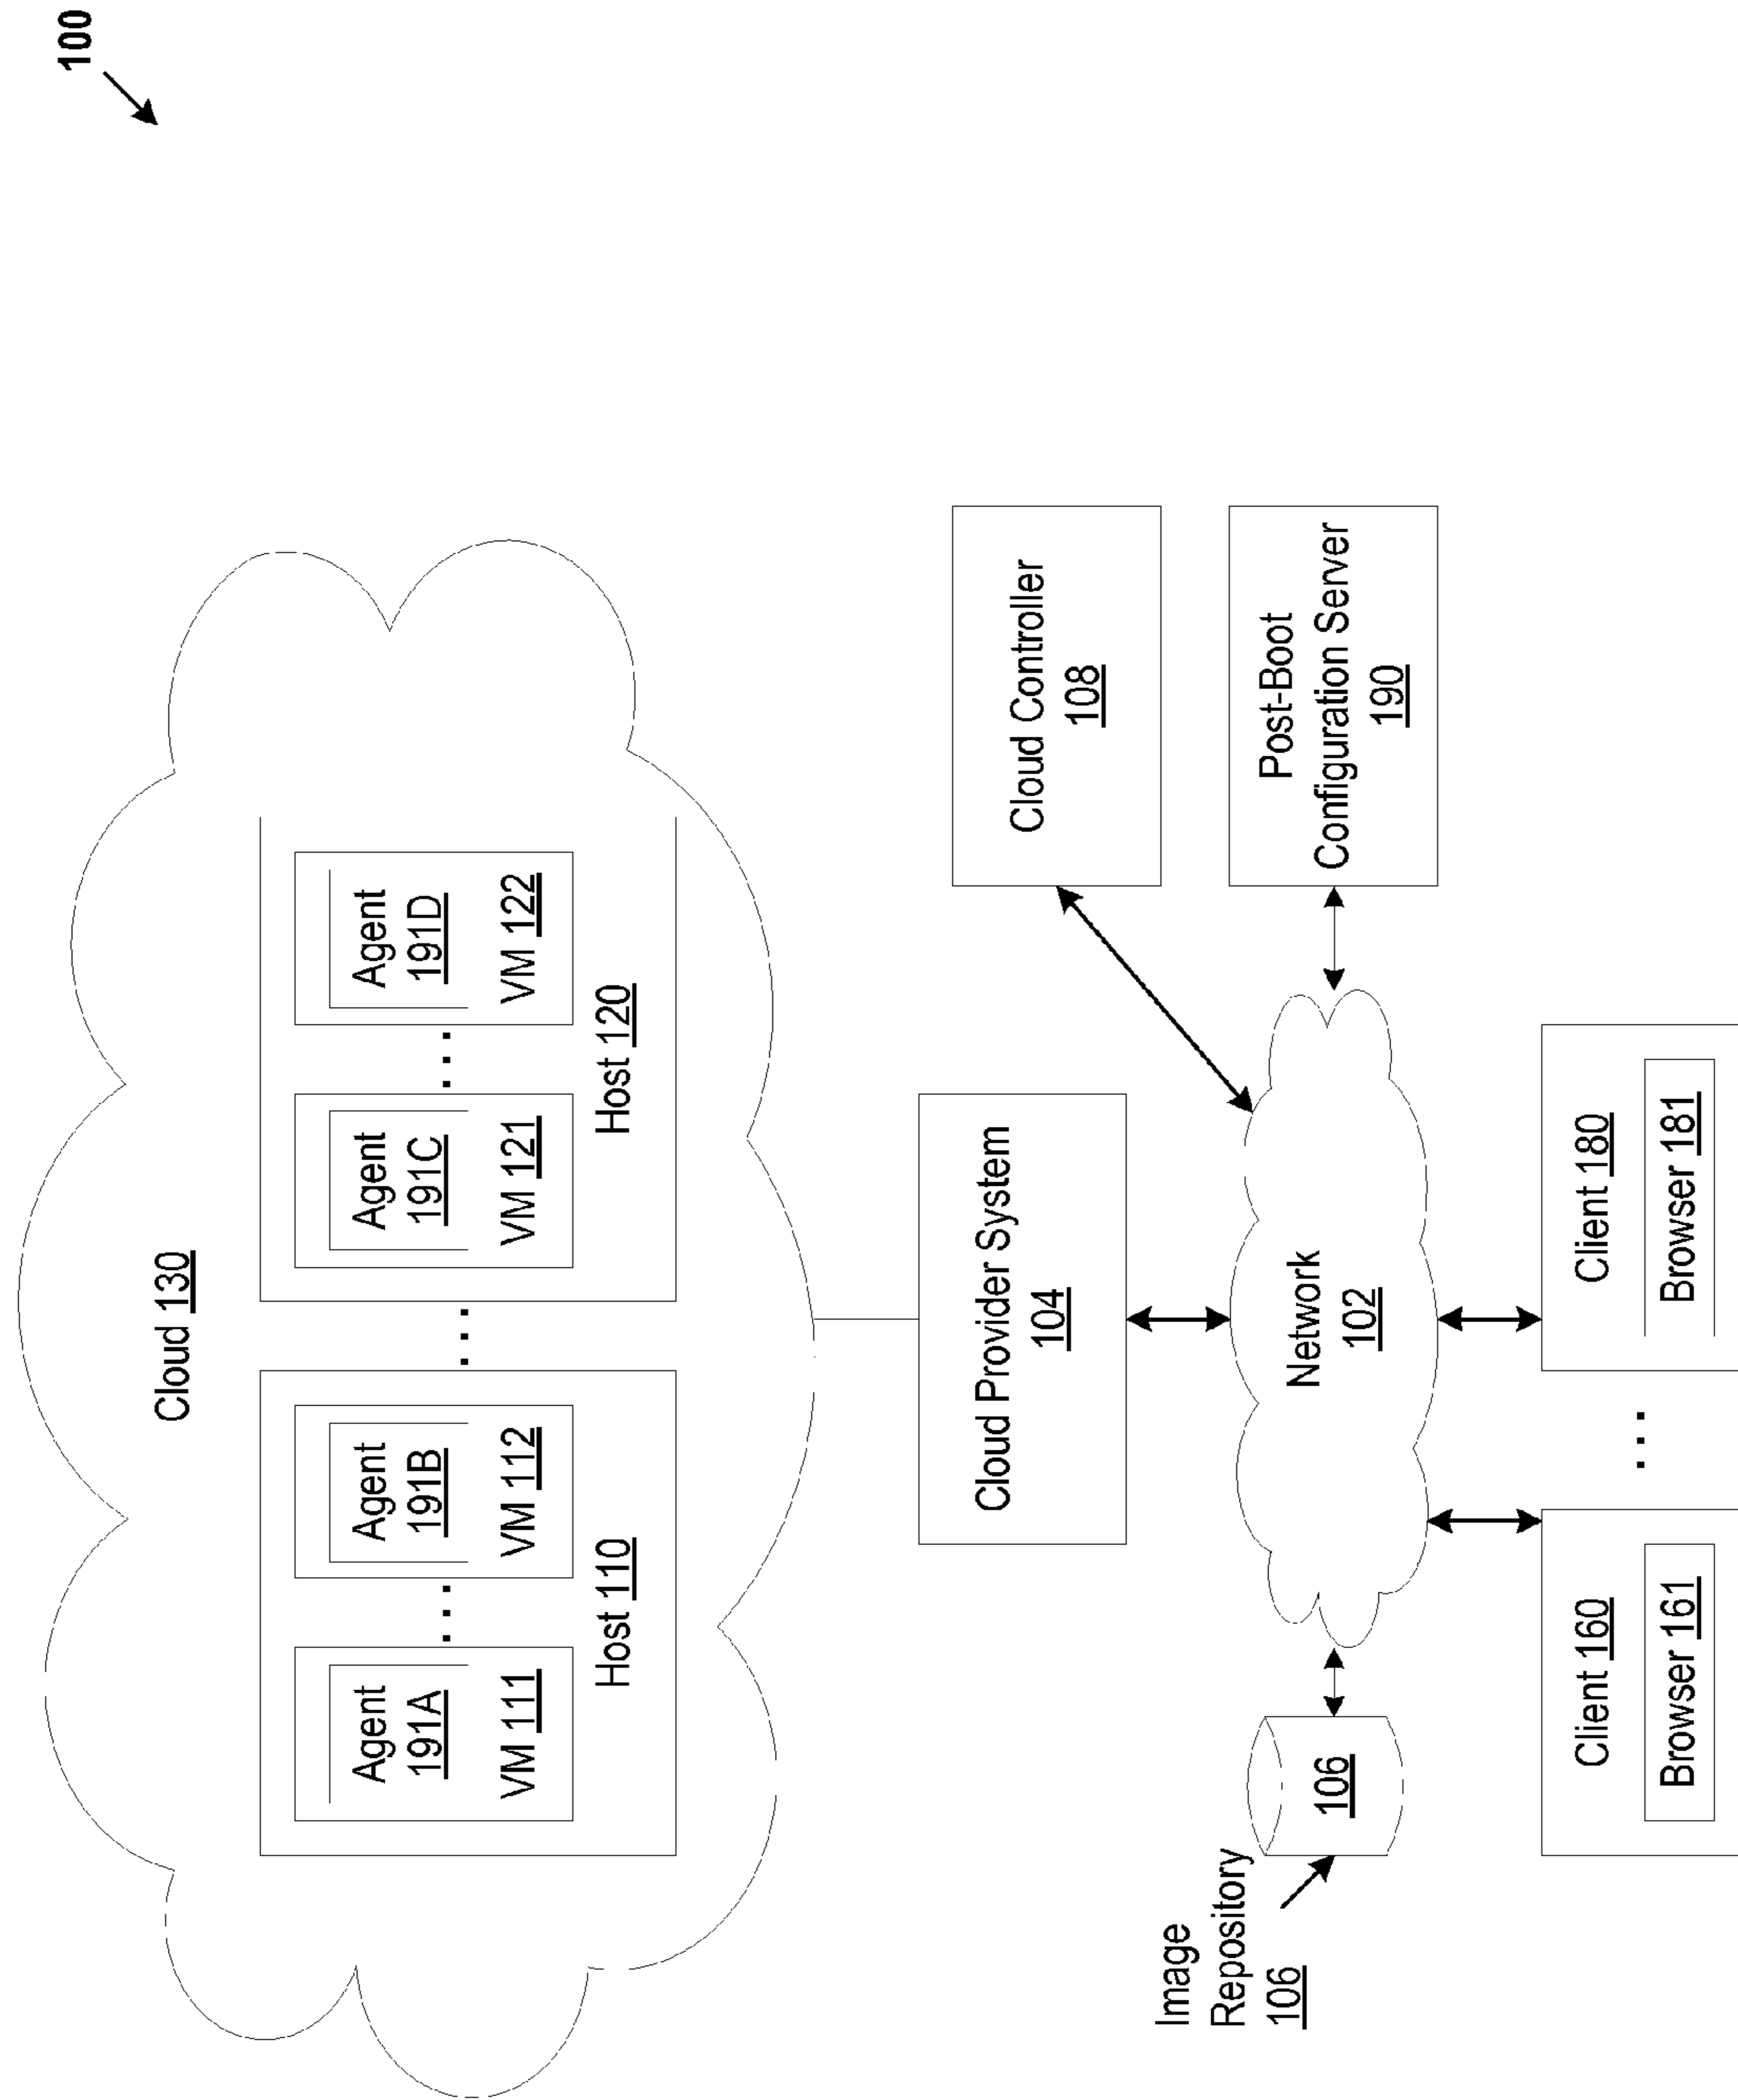 100
Cloud 130
Agent
191A
VM 111
...
Agent
191B
VM 112
Host 110
...
Agent
191C
VM 121
...
Agent
191D
VM 122
Host 120
Cloud Provider System
104
Cloud Controller
108
Image
Repository
106
106
Network
102
Post-Boot
Configuration Server
190
Client 160
Browser 161
...
Client 180
Browser 181